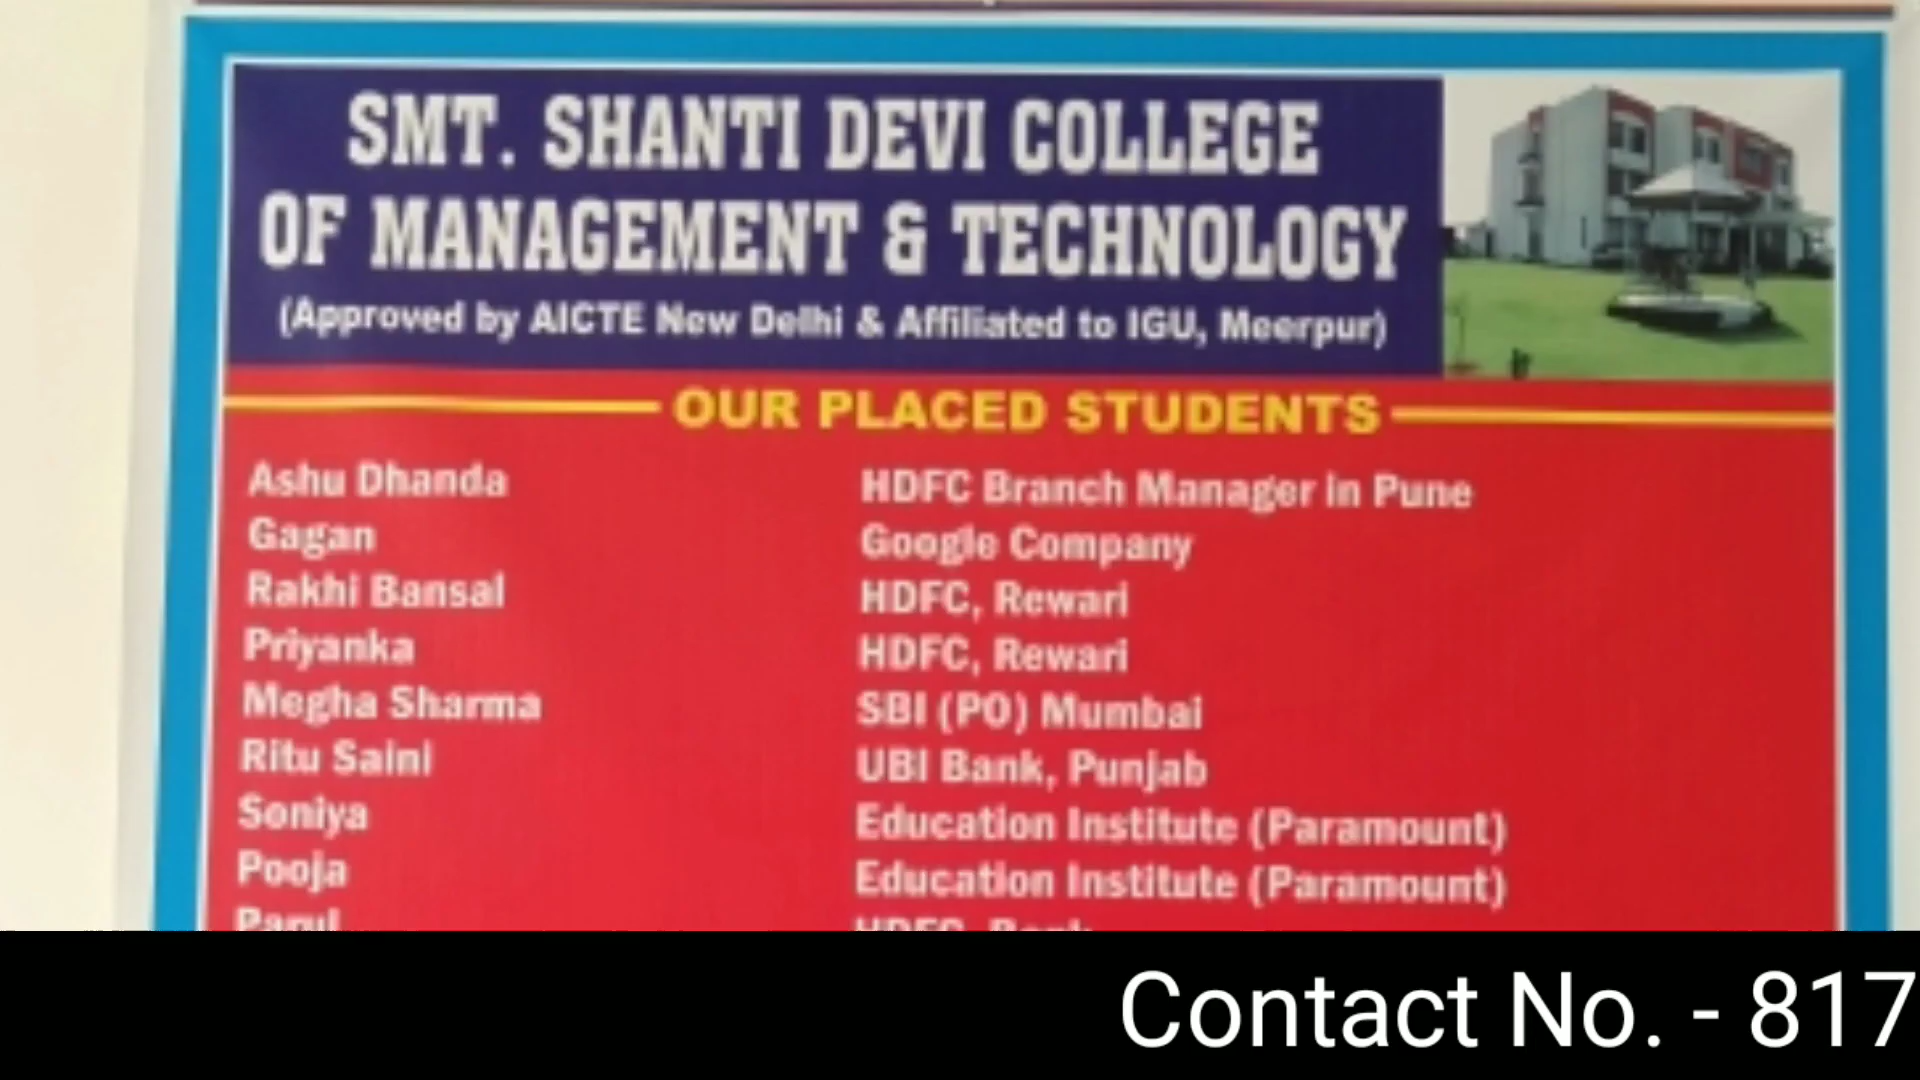 SMT. SHANTI DEVI COLLEGE
OF MANAGEMENT & TECHNOLOGY
(Approved by AICTE New Delhi & Affiliated to IGU, Meerpur)
OUR PLACED STUDENTS
Ashu Dhanda HDFC Branch Manager in Pune
Gagan Google Company
Rakhi Bansal HDFC, Rewari
Priyanka HDFC, Rewari
Megha Sharma SBI (PO) Mumbai
Ritu Saini UBI Bank, Punjab
Soniya Education Institute (Paramount)
Pooja Education Institute (Paramount)
Parul HDFC, Bank
Contact No. - 817